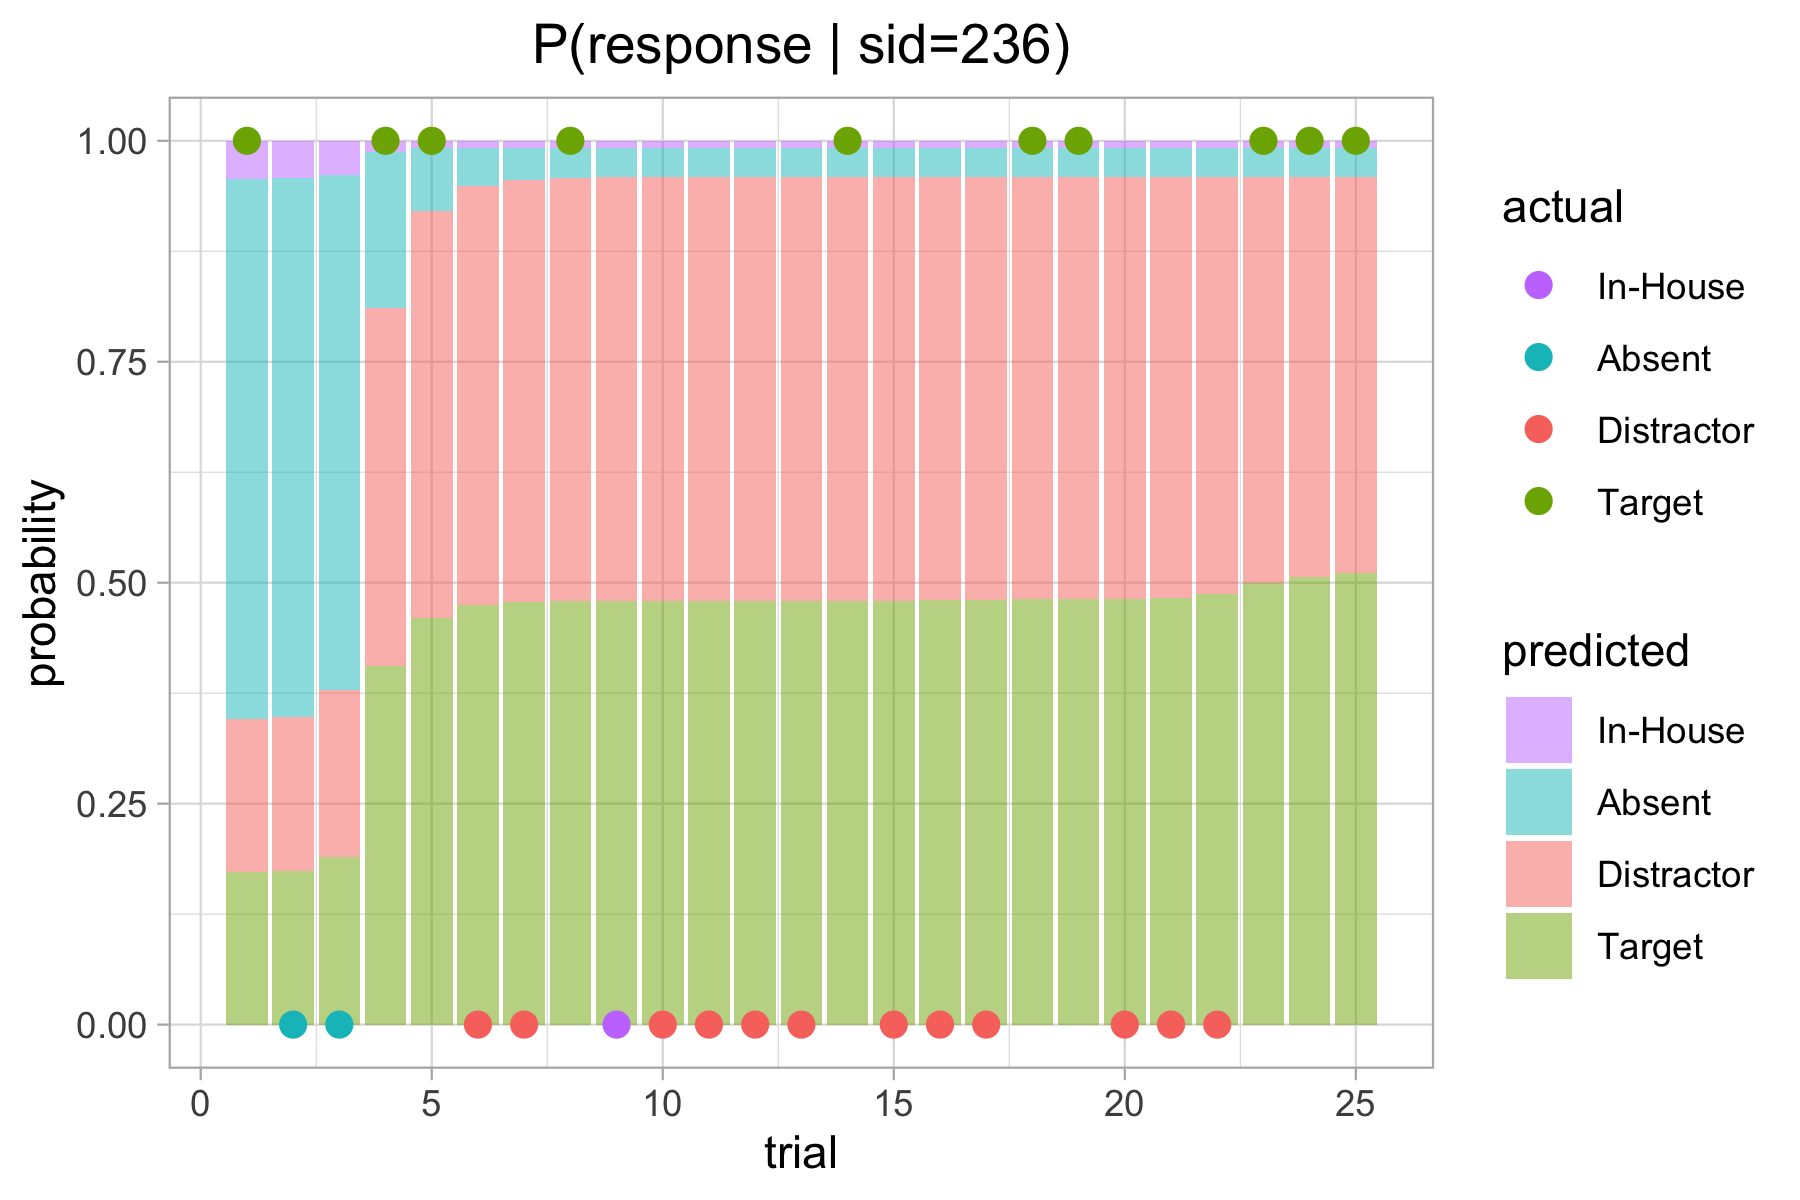 P(response | sid=236)
1.00
0.75
0.50
0.25
0.00
probability
0 5 10 15 20 25
trial
actual
In-House
Absent
Distractor
Target
predicted
In-House
Absent
Distractor
Target